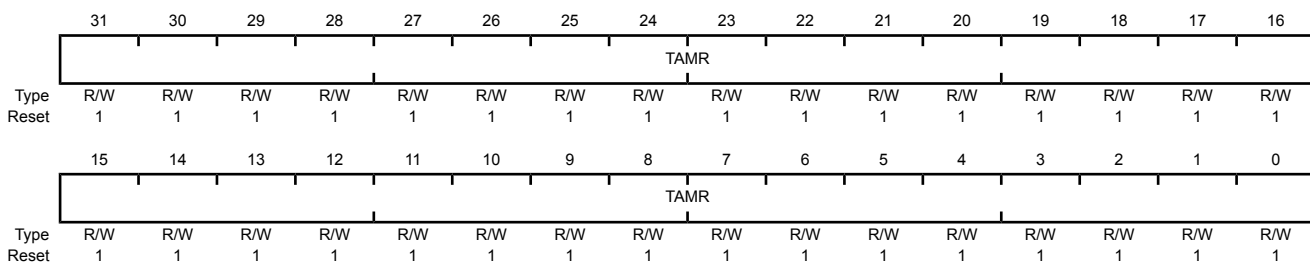 31 30 29 28 27 26 25 24 23 22 21 20 19 18 17 16
TAMR
Type R/W R/W R/W R/W R/W R/W R/W R/W R/W R/W R/W R/W R/W R/W R/W R/W
Reset 1 1 1 1 1 1 1 1 1 1 1 1 1 1 1 1
15 14 13 12 11 10 9 8 7 6 5 4 3 2 1 0
TAMR
Type R/W R/W R/W R/W R/W R/W R/W R/W R/W R/W R/W R/W R/W R/W R/W R/W
Reset 1 1 1 1 1 1 1 1 1 1 1 1 1 1 1 1